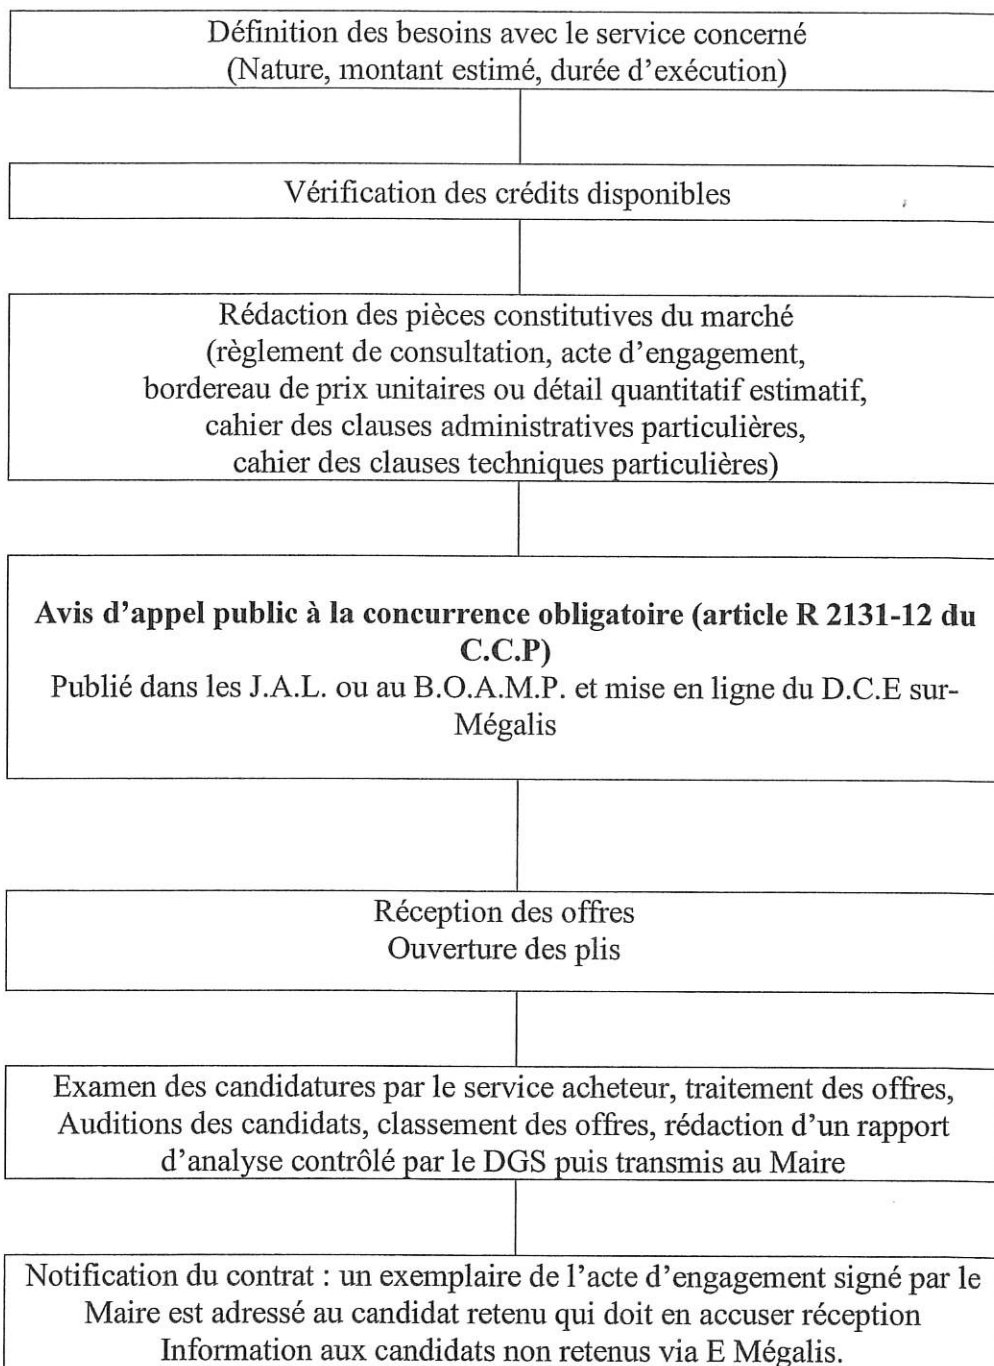 Définition des besoins avec le service concerné
(Nature, montant estimé, durée d'exécution)
Vérification des crédits disponibles
Rédaction des pièces constitutives du marché
(règlement de consultation, acte d'engagement,
bordereau de prix unitaires ou détail quantitatif estimatif,
cahier des clauses administratives particulières,
cahier des clauses techniques particulières)
Avis d'appel public à la concurrence obligatoire (article R 2131-12 du
C.C.P)
Publié dans les J.A.L. ou au B.O.A.M.P. et mise en ligne du D.C.E sur-
Mégalis
Réception des offres
Ouverture des plis
Examen des candidatures par le service acheteur, traitement des offres,
Auditions des candidats, classement des offres, rédaction d'un rapport
d'analyse contrôlé par le DGS puis transmis au Maire
Notification du contrat : un exemplaire de l'acte d'engagement signé par le
Maire est adressé au candidat retenu qui doit en accuser réception
Information aux candidats non retenus via E Mégalis.